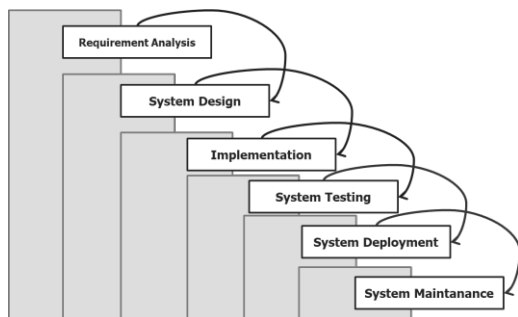 Requirement Analysis
System Design
Implementation
System Testing
System Deployment
System Maintanance